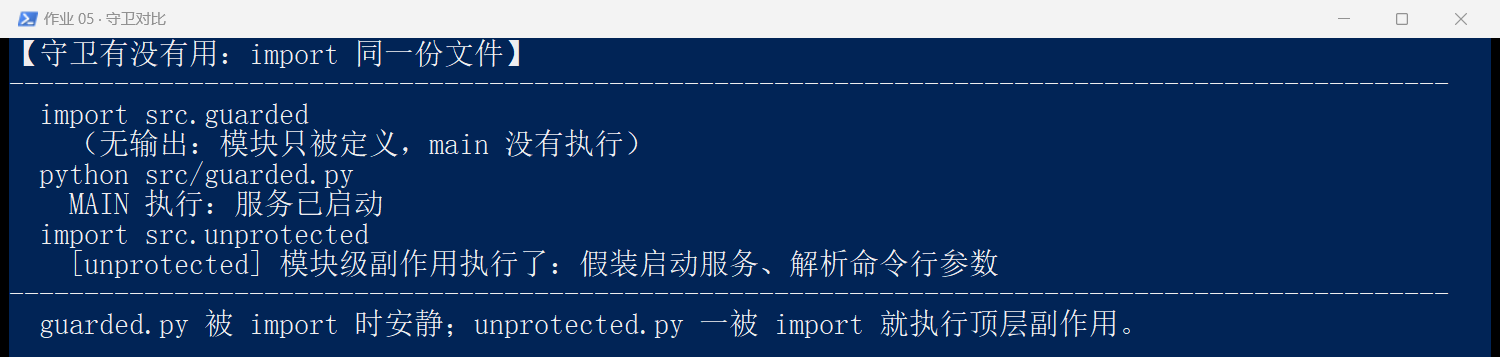 作业 05 · 守卫对比
【守卫有没有用：import 同一份文件】
------------------------------------------------------------------------------------------------
import src.guarded
（无输出：模块只被定义，main 没有执行）
python src/guarded.py
MAIN 执行：服务已启动
import src.unprotected
[unprotected] 模块级副作用执行了：假装启动服务、解析命令行参数
------------------------------------------------------------------------------------------------
guarded.py 被 import 时安静；unprotected.py 一被 import 就执行顶层副作用。